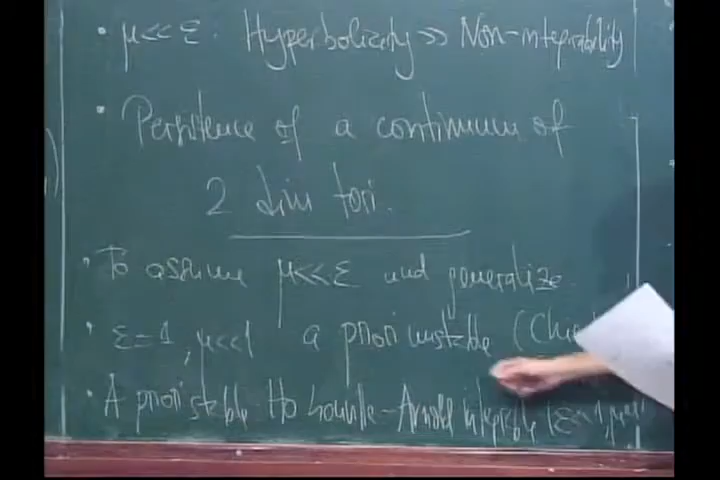 • μ<<ε. Hyperbolicity >> Non-integrability
• Persistence of a continuum of
2 dim tori.
• To assume μ<<ε and generalize.
• ε=1, μ<<1 a priori unstable
• A priori stable Ho Liouville-Arnold integrable